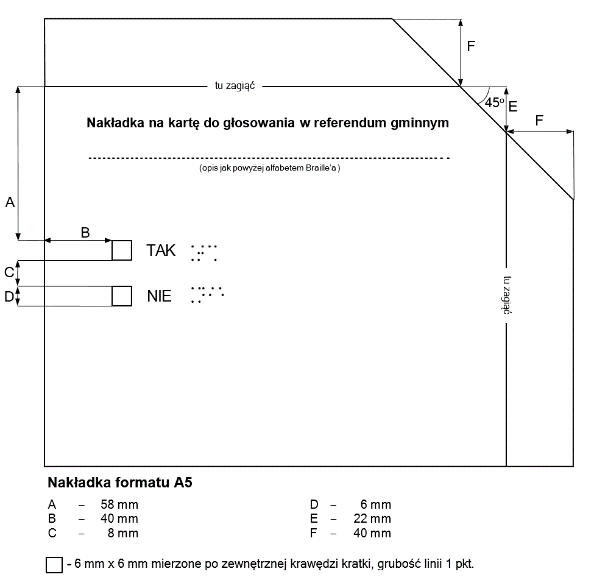 F
tu zagiąć
45º
E
F
Nakładka na kartę do głosowania w referendum gminnym
(opis jak powyżej alfabetem Braille'a)
A
B
TAK ⠞⠁⠅
C
D
NIE ⠝⠊⠑
tu zagiąć
Nakładka formatu A5
A – 58 mm
D – 6 mm
B – 40 mm
E – 22 mm
C – 8 mm
F – 40 mm
- 6 mm x 6 mm mierzone po zewnętrznej krawędzi kratki, grubość linii 1 pkt.